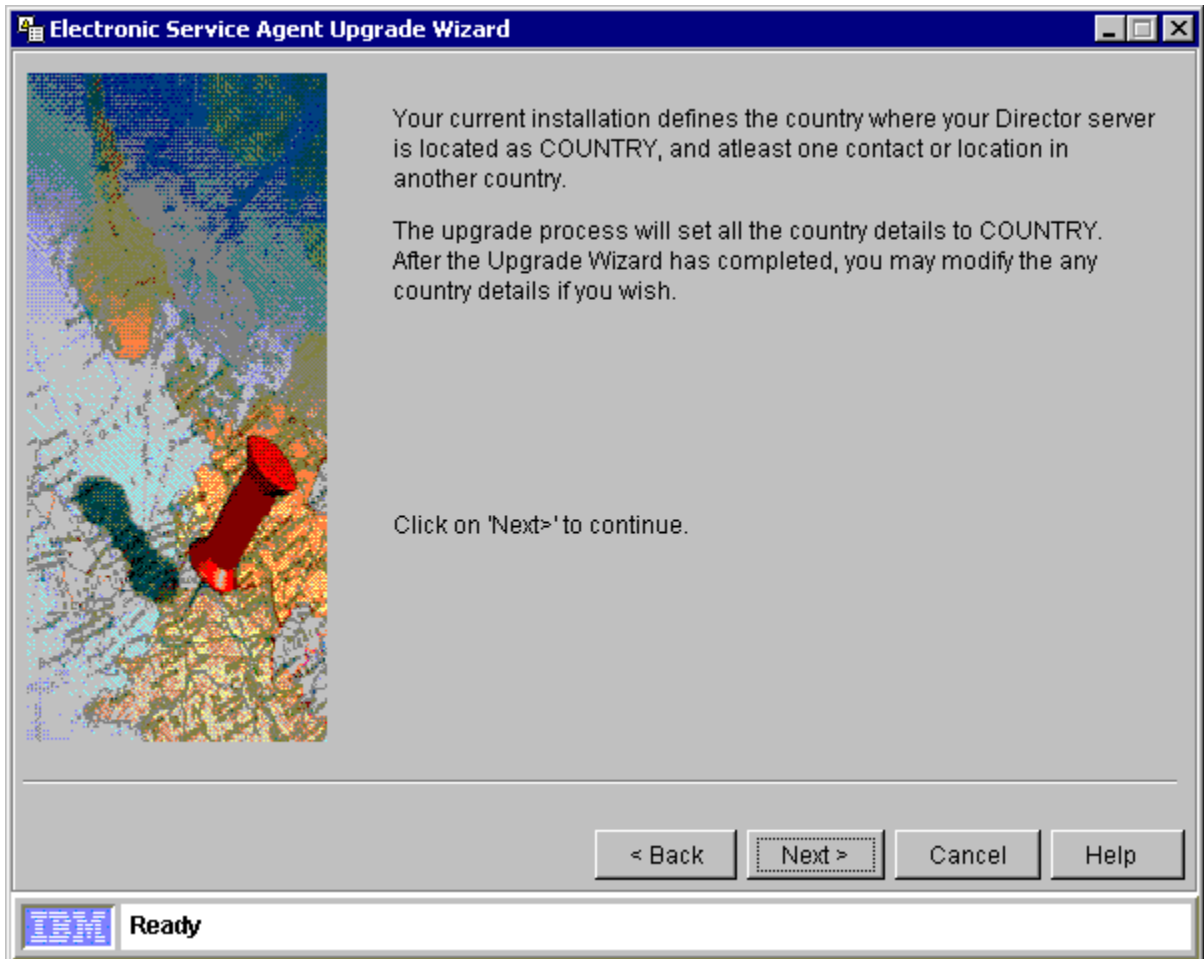 Electronic Service Agent Upgrade Wizard
Your current installation defines the country where your Director server
is located as COUNTRY, and atleast one contact or location in
another country.
The upgrade process will set all the country details to COUNTRY.
After the Upgrade Wizard has completed, you may modify the any
country details if you wish.
Click on 'Next>' to continue.
< Back Next > Cancel Help
IBM Ready